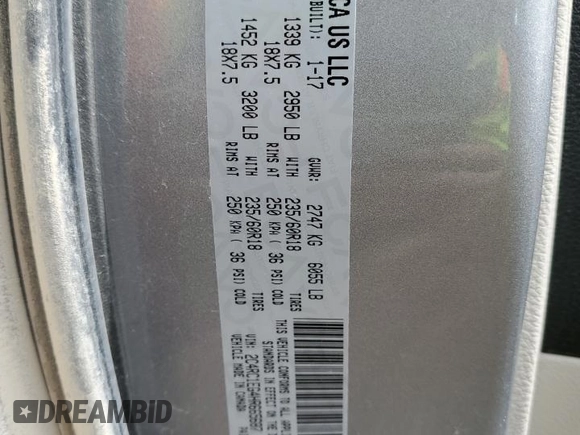 CA US LLC
BUILT): 1-17 GVWR: 2747 KG 6055 LB
1339 KG 2950 LB WITH 235/60R18 TIRES
18X7.5 RIMS AT 250 KPA ( 36 PSI) COLD
1452 KG 3200 LB WITH 235/60R18 TIRES
18X7.5 RIMS AT 250 KPA ( 36 PSI) COLD
THIS VEHICLE CONFORMS TO ALL APPL
STANDARDS IN EFFECT ON THE
VIN: 2C4RC1EG4HR
VEHICLE MADE IN CANADA PA
DREAMBID